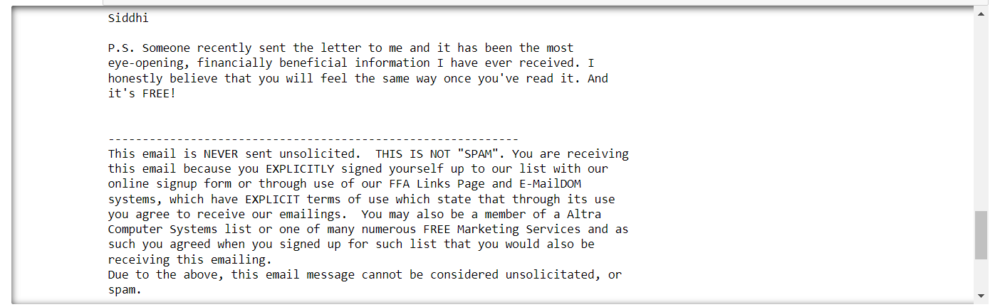 Siddhi
P.S. Someone recently sent the letter to me and it has been the most
eye-opening, financially beneficial information I have ever received. I
honestly believe that you will feel the same way once you've read it. And
it's FREE!
------------------------------------------------------------
This email is NEVER sent unsolicited.  THIS IS NOT "SPAM". You are receiving
this email because you EXPLICITLY signed yourself up to our list with our
online signup form or through use of our FFA Links Page and E-MailDOM
systems, which have EXPLICIT terms of use which state that through its use
you agree to receive our emailings.  You may also be a member of a Altra
Computer Systems list or one of many numerous FREE Marketing Services and as
such you agreed when you signed up for such list that you would also be
receiving this emailing.
Due to the above, this email message cannot be considered unsolicitated, or
spam.